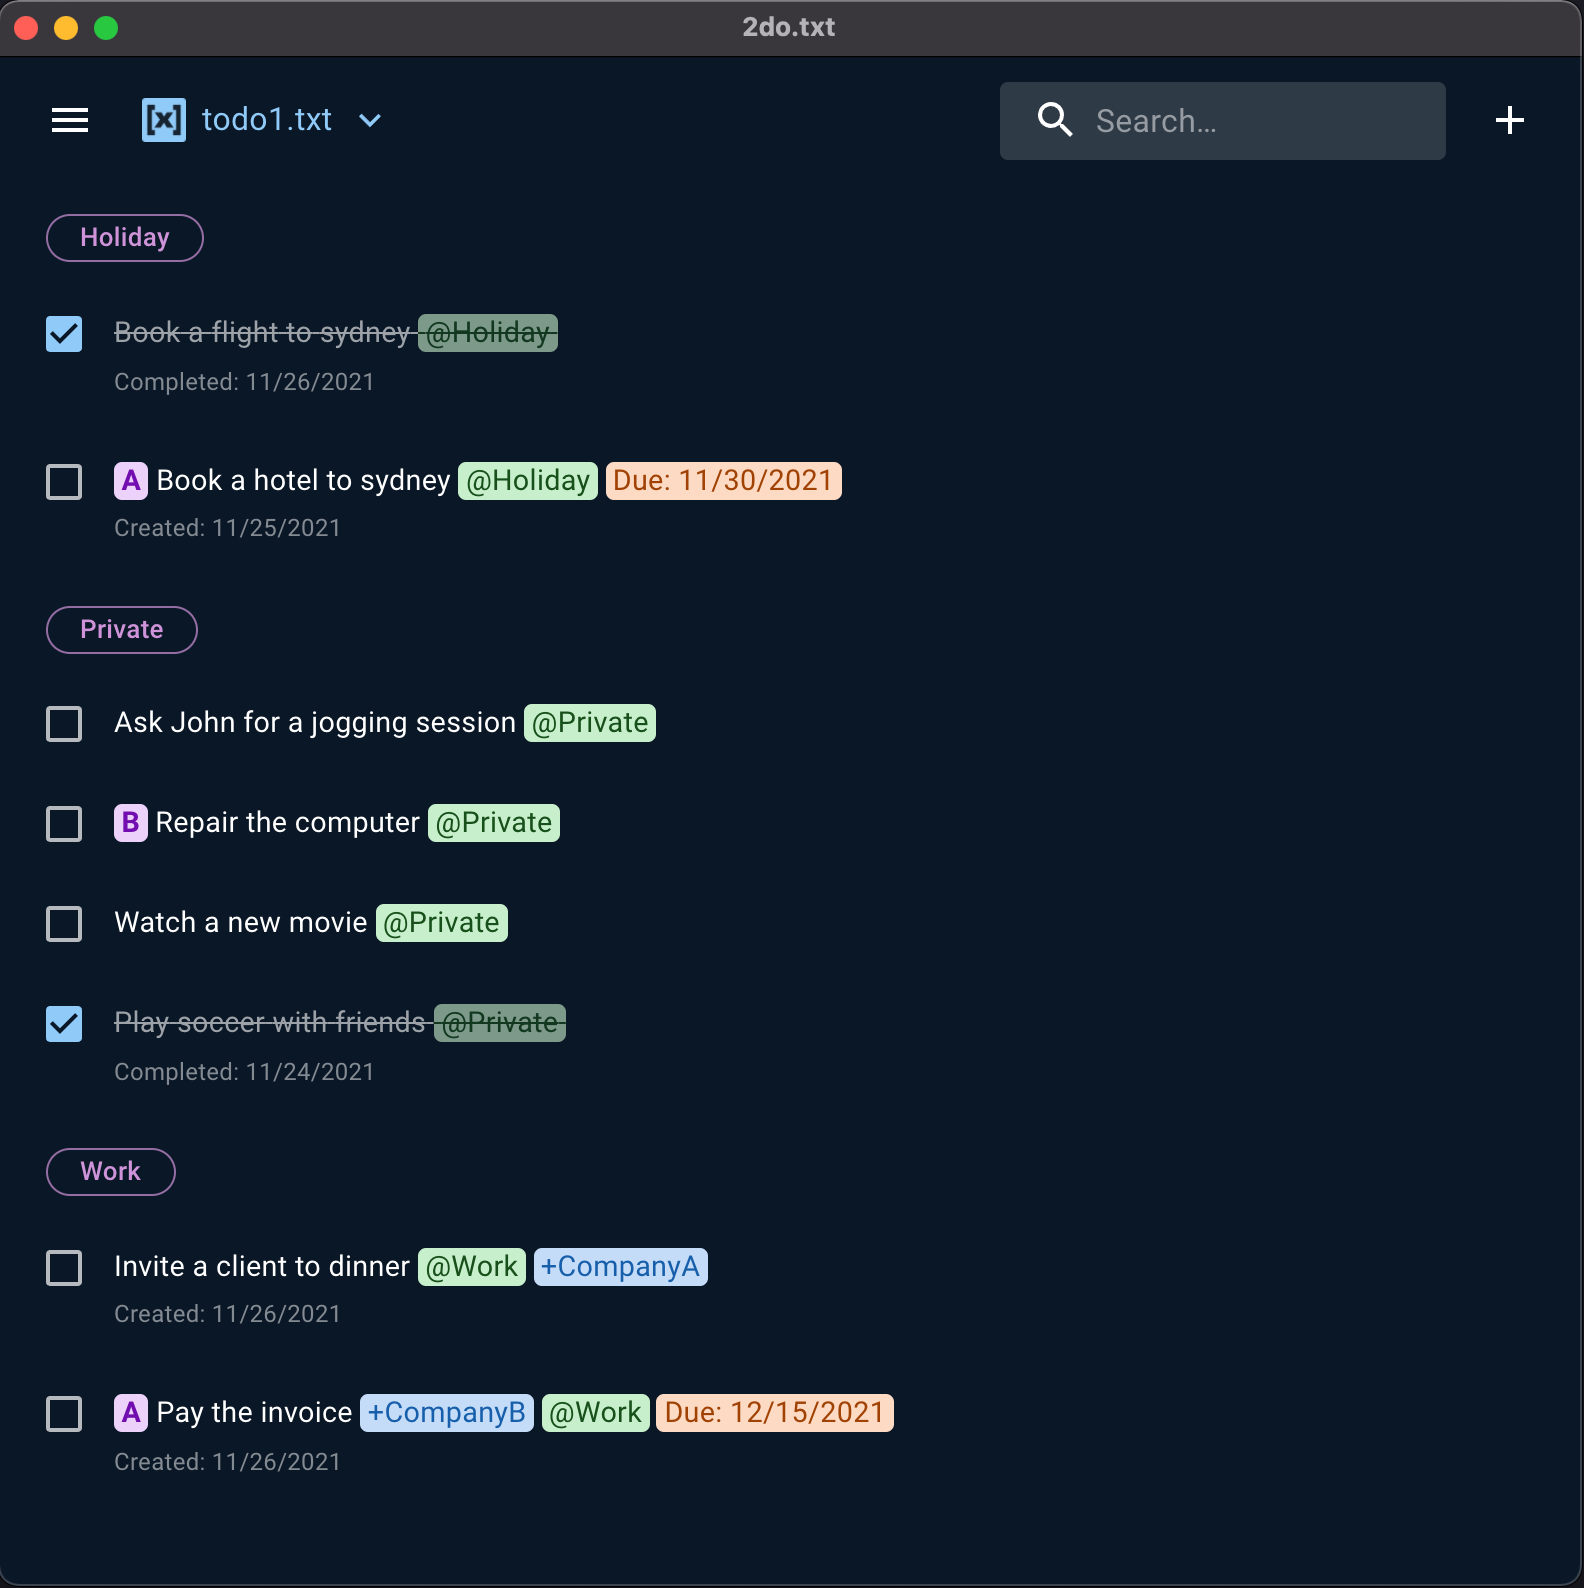 2do.txt
[x] todo1.txt
Search...
Holiday
Book a flight to sydney @Holiday
Completed: 11/26/2021
A Book a hotel to sydney @Holiday Due: 11/30/2021
Created: 11/25/2021
Private
Ask John for a jogging session @Private
B Repair the computer @Private
Watch a new movie @Private
Play soccer with friends @Private
Completed: 11/24/2021
Work
Invite a client to dinner @Work +CompanyA
Created: 11/26/2021
A Pay the invoice +CompanyB @Work Due: 12/15/2021
Created: 11/26/2021